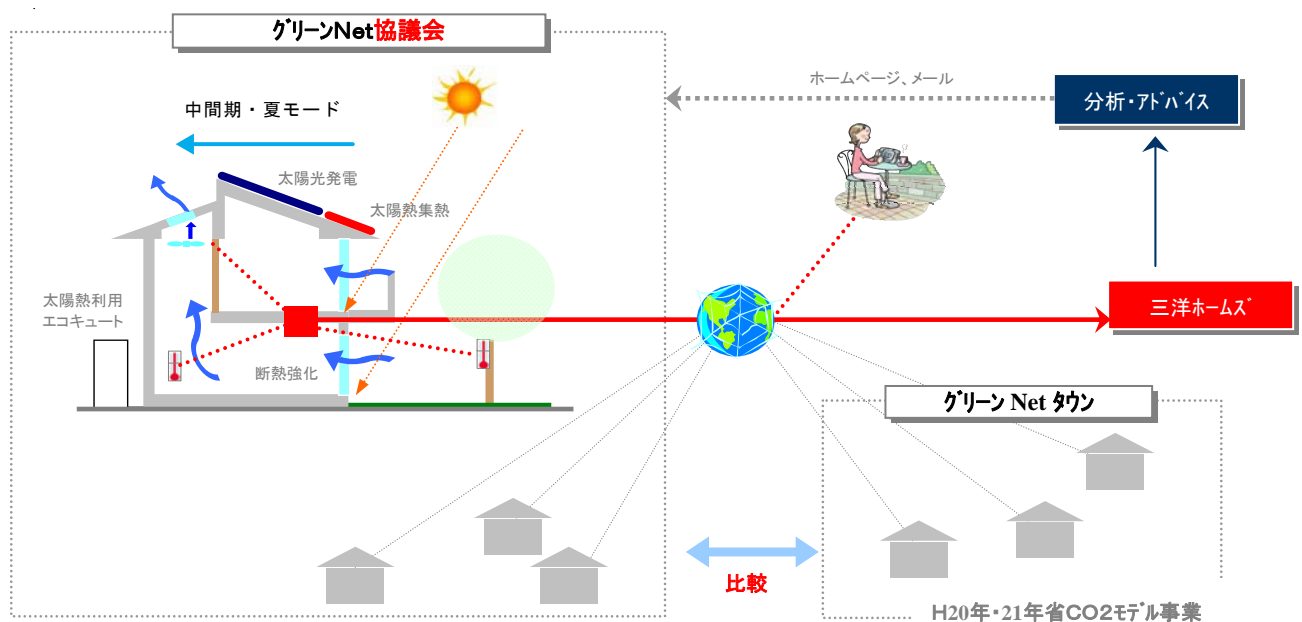 グリーンNet協議会
ホームページ、メール
分析・アドバイス
中間期・夏モード
太陽光発電
太陽熱集熱
太陽熱利用
エコキュート
三洋ホームズ
断熱強化
グリーン Net タウン
比較
H20年・21年省CO2モデル事業